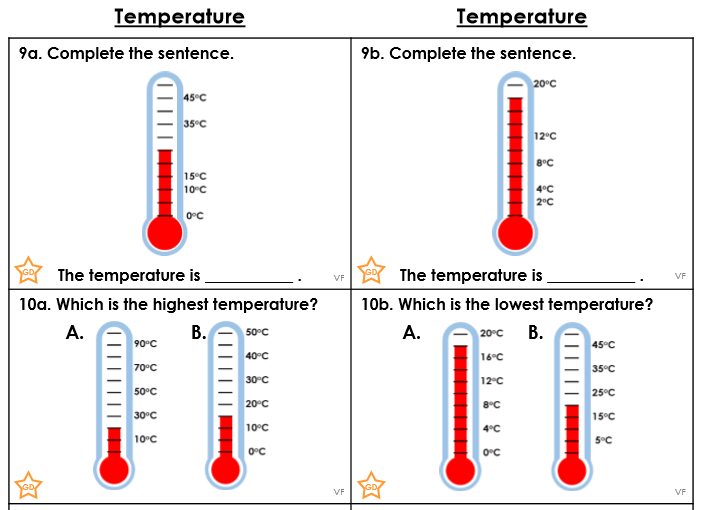 Temperature
Temperature
9a. Complete the sentence.
45°C
35°C
15°C
10°C
0°C
The temperature is ___________ .
GD
VF
9b. Complete the sentence.
20°C
12°C
8°C
4°C
2°C
The temperature is ___________ .
GD
VF
10a. Which is the highest temperature?
A.
90°C
70°C
50°C
30°C
10°C
B.
50°C
40°C
30°C
20°C
10°C
0°C
GD
VF
10b. Which is the lowest temperature?
A.
20°C
16°C
12°C
8°C
4°C
0°C
B.
45°C
35°C
25°C
15°C
5°C
GD
VF